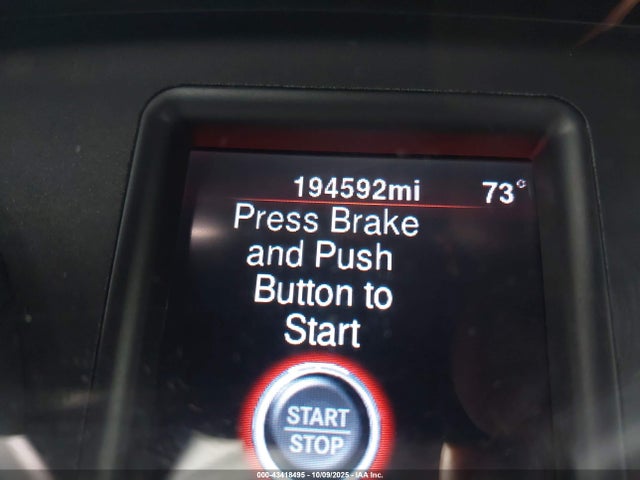 194592mi 73°
Press Brake
and Push
Button to
Start
START
STOP
000-43418495 - 10/09/2025 - IAA Inc.